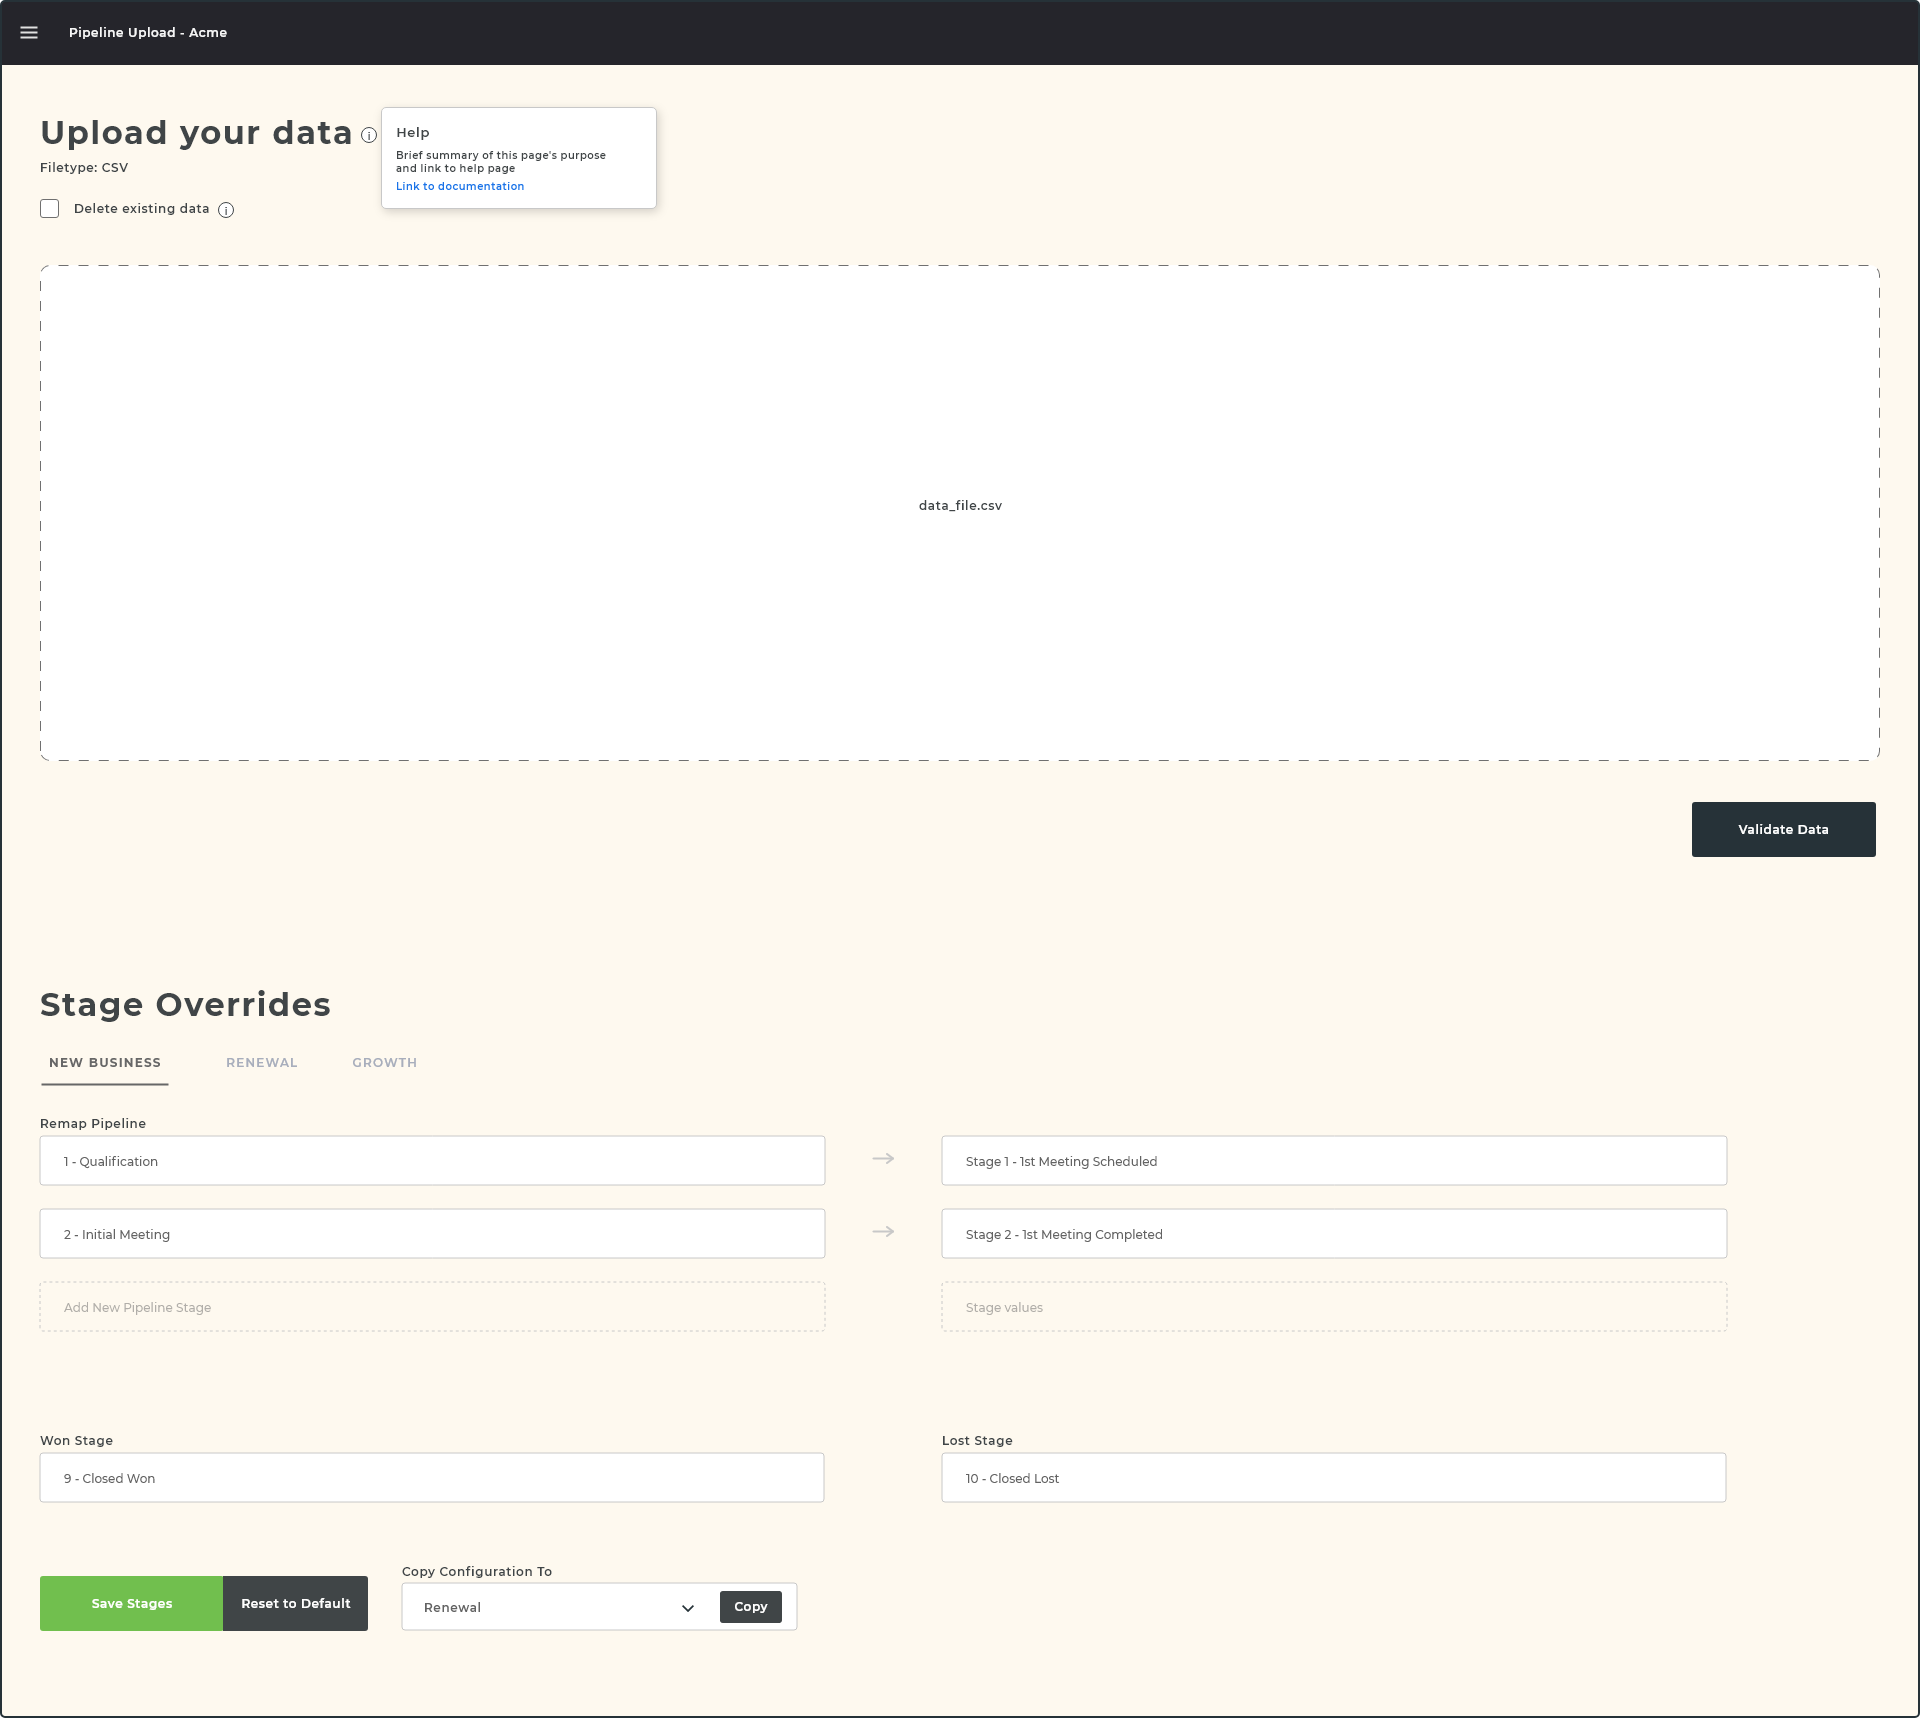 Pipeline Upload - Acme
Upload your data
Filetype: CSV
Help
Brief summary of this page's purpose
and link to help page
Link to documentation
Delete existing data
data_file.csv
Validate Data
Stage Overrides
NEW BUSINESS
RENEWAL
GROWTH
Remap Pipeline
1 - Qualification
Stage 1 - 1st Meeting Scheduled
2 - Initial Meeting
Stage 2 - 1st Meeting Completed
Add New Pipeline Stage
Stage values
Won Stage
Lost Stage
9 - Closed Won
10 - Closed Lost
Copy Configuration To
Save Stages
Reset to Default
Renewal
Copy